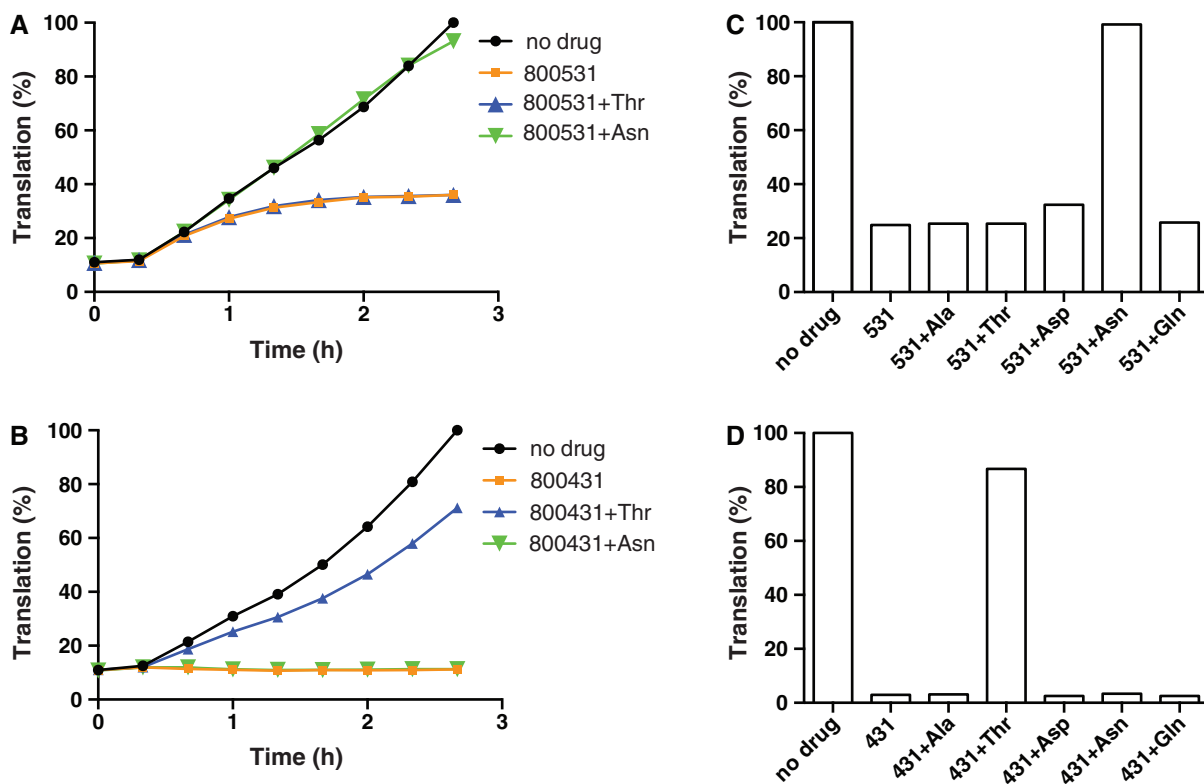 A
Translation (%)
100
80
60
40
20
0
0 1 2 3
Time (h)
no drug
800531
800531+Thr
800531+Asn
C
Translation (%)
100
80
60
40
20
0
no drug
531
531+Ala
531+Thr
531+Asp
531+Asn
531+Gln
B
Translation (%)
100
80
60
40
20
0
0 1 2 3
Time (h)
no drug
800431
800431+Thr
800431+Asn
D
Translation (%)
100
80
60
40
20
0
no drug
431
431+Ala
431+Thr
431+Asp
431+Asn
431+Gln